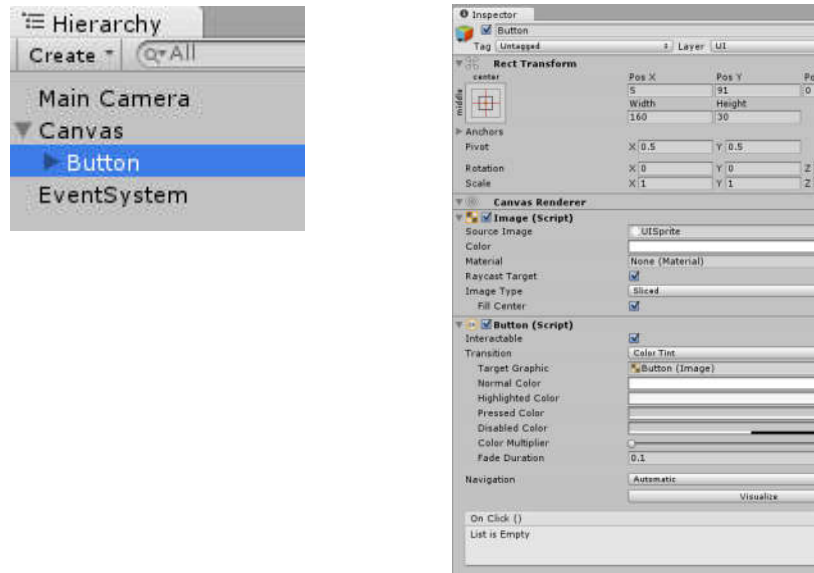 Hierarchy
Create All
Main Camera
Canvas
Button
EventSystem
Inspector
Button
Tag Untagged Layer UI
Rect Transform
center
middle
Pos X Pos Y Po
5 91 0
Width Height
160 30
Anchors
Pivot X 0.5 Y 0.5
Rotation X 0 Y 0 Z
Scale X 1 Y 1 Z
Canvas Renderer
Image (Script)
Source Image UISprite
Color
Material None (Material)
Raycast Target
Image Type Sliced
Fill Center
Button (Script)
Interactable
Transition Color Tint
Target Graphic Button (Image)
Normal Color
Highlighted Color
Pressed Color
Disabled Color
Color Multiplier
Fade Duration 0.1
Navigation Automatic
Visualize
On Click ()
List is Empty